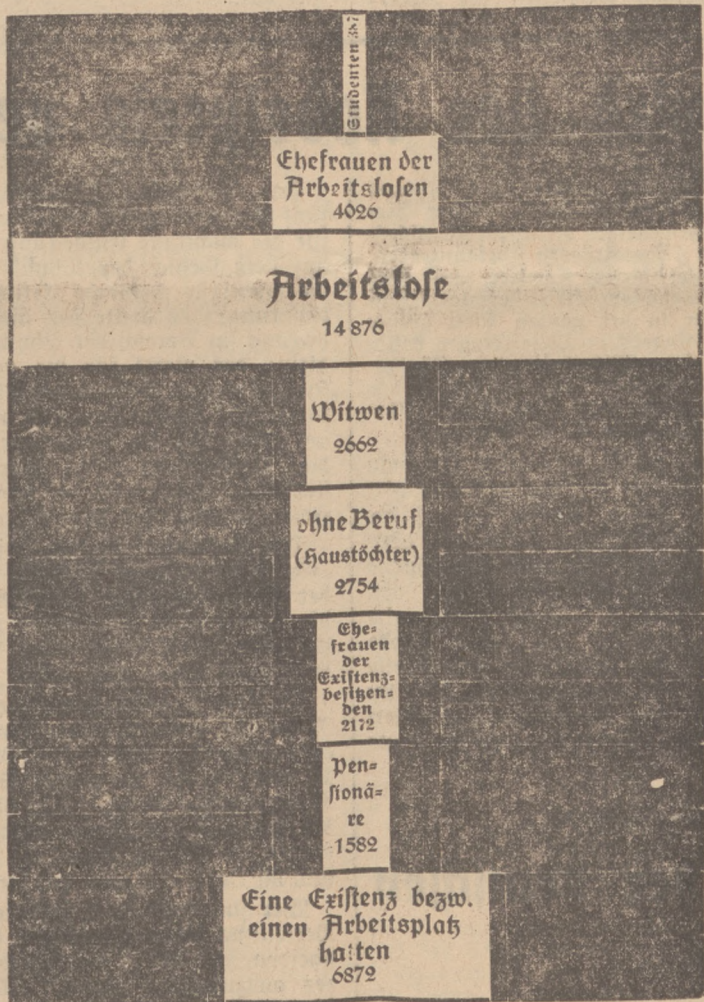 Studenten 387
Ehefrauen der
Arbeitslosen
4026
Arbeitslose
14 876
Witwen
2662
ohne Beruf
(Haustöchter)
2754
Ehe-
frauen
der
Existenz-
besitzen-
den
2172
Pen-
sionä-
re
1582
Eine Existenz bezw.
einen Arbeitsplatz
hatten
6872